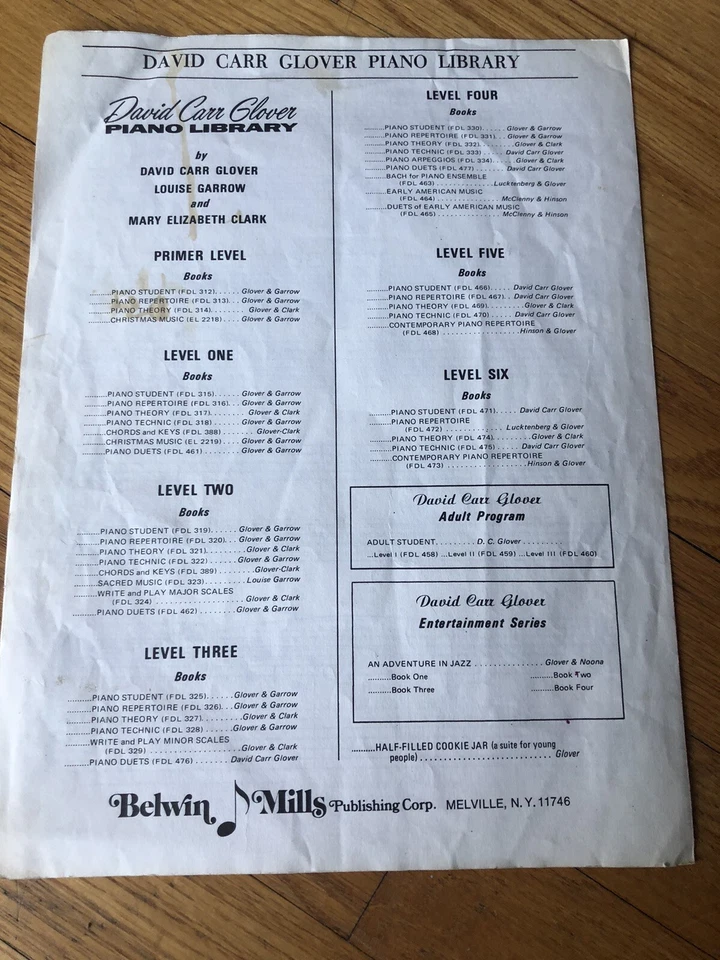 DAVID CARR GLOVER PIANO LIBRARY
David Carr Glover
PIANO LIBRARY
by
DAVID CARR GLOVER
LOUISE GARROW
and
MARY ELIZABETH CLARK
PRIMER LEVEL
Books
..........PIANO STUDENT (FDL 312)...... Glover & Garrow
..........PIANO REPERTOIRE (FDL 313).... Glover & Garrow
..........PIANO THEORY (FDL 314)........ Glover & Clark
..........CHRISTMAS MUSIC (EL 2218)..... Glover & Garrow
LEVEL ONE
Books
..........PIANO STUDENT (FDL 315)...... Glover & Garrow
..........PIANO REPERTOIRE (FDL 316)... Glover & Garrow
..........PIANO THEORY (FDL 317)........ Glover & Clark
..........PIANO TECHNIC (FDL 318)...... Glover & Garrow
..........CHORDS and KEYS (FDL 388)........ Glover-Clark
..........CHRISTMAS MUSIC (EL 2219)..... Glover & Garrow
..........PIANO DUETS (FDL 461)........ Glover & Garrow
LEVEL TWO
Books
..........PIANO STUDENT (FDL 319)...... Glover & Garrow
..........PIANO REPERTOIRE (FDL 320)... Glover & Garrow
..........PIANO THEORY (FDL 321)........ Glover & Clark
..........PIANO TECHNIC (FDL 322)...... Glover & Garrow
..........CHORDS and KEYS (FDL 389)........ Glover-Clark
..........SACRED MUSIC (FDL 323)........ Louise Garrow
..........WRITE and PLAY MAJOR SCALES
(FDL 324) .................. Glover & Clark
..........PIANO DUETS (FDL 462)........ Glover & Garrow
LEVEL THREE
Books
..........PIANO STUDENT (FDL 325)...... Glover & Garrow
..........PIANO REPERTOIRE (FDL 326)... Glover & Garrow
..........PIANO THEORY (FDL 327)........ Glover & Clark
..........PIANO TECHNIC (FDL 328)...... Glover & Garrow
..........WRITE and PLAY MINOR SCALES
(FDL 329) .................. Glover & Clark
..........PIANO DUETS (FDL 476)....... David Carr Glover
LEVEL FOUR
Books
..........PIANO STUDENT (FDL 330)...... Glover & Garrow
..........PIANO REPERTOIRE (FDL 331)... Glover & Garrow
..........PIANO THEORY (FDL 332)........ Glover & Clark
..........PIANO TECHNIC (FDL 333)..... David Carr Glover
..........PIANO ARPEGGIOS (FDL 334)...... Glover & Clark
..........PIANO DUETS (FDL 477)....... David Carr Glover
..........BACH for PIANO ENSEMBLE
(FDL 463) ............. Lucktenberg & Glover
..........EARLY AMERICAN MUSIC
(FDL 464) ............... McClenny & Hinson
..........DUETS of EARLY AMERICAN MUSIC
(FDL 465) ............... McClenny & Hinson
LEVEL FIVE
Books
..........PIANO STUDENT (FDL 466)..... David Carr Glover
..........PIANO REPERTOIRE (FDL 467).. David Carr Glover
..........PIANO THEORY (FDL 469)........ Glover & Clark
..........PIANO TECHNIC (FDL 470)..... David Carr Glover
..........CONTEMPORARY PIANO REPERTOIRE
(FDL 468) .................. Hinson & Glover
LEVEL SIX
Books
..........PIANO STUDENT (FDL 471)..... David Carr Glover
..........PIANO REPERTOIRE
(FDL 472) ............. Lucktenberg & Glover
..........PIANO THEORY (FDL 474)........ Glover & Clark
..........PIANO TECHNIC (FDL 475)..... David Carr Glover
..........CONTEMPORARY PIANO REPERTOIRE
(FDL 473) .................. Hinson & Glover
David Carr Glover
Adult Program
ADULT STUDENT......... D. C. Glover .........
...Level I (FDL 458) ...Level II (FDL 459) ...Level III (FDL 460)
David Carr Glover
Entertainment Series
AN ADVENTURE IN JAZZ ............... Glover & Noona
..........Book One ..........Book Two
..........Book Three ..........Book Four
..........HALF-FILLED COOKIE JAR (a suite for young
people)............................ Glover
Belwin Mills Publishing Corp. MELVILLE, N.Y. 11746